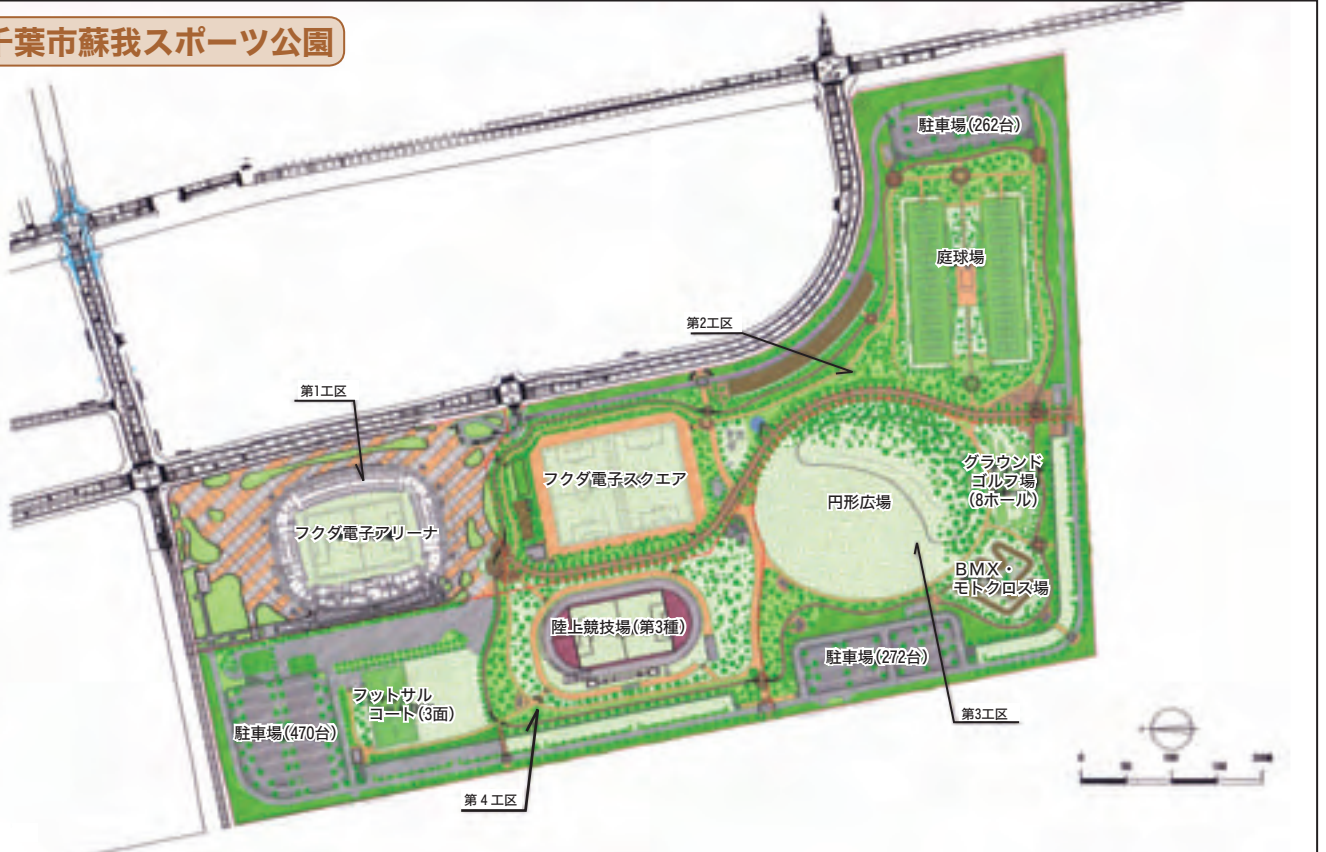 千葉市蘇我スポーツ公園
駐車場(262台)
庭球場
第2工区
第1工区
フクダ電子スクエア
グラウンド
ゴルフ場
(8ホール)
円形広場
フクダ電子アリーナ
BMX・
モトクロス場
陸上競技場(第3種)
駐車場(272台)
フットサル
コート(3面)
第3工区
駐車場(470台)
第4工区